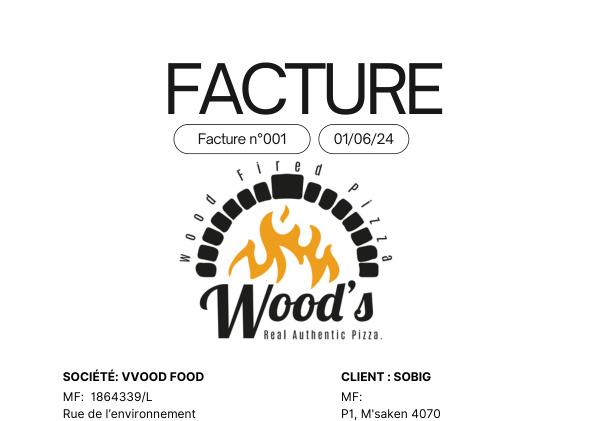 FACTURE
Facture n°001
01/06/24
Wood Fired Pizza
Wood's
Real Authentic Pizza.
SOCIÉTÉ: VVOOD FOOD
MF: 1864339/L
Rue de l'environnement
CLIENT : SOBIG
MF:
P1, M'saken 4070